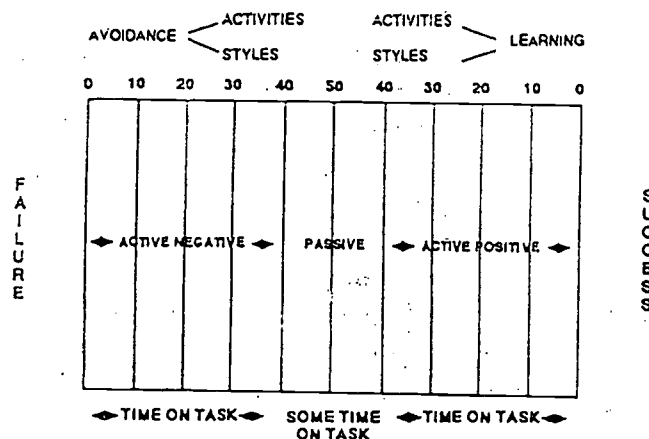 AVOIDANCE
ACTIVITIES
STYLES
ACTIVITIES
STYLES
LEARNING
0 10 20 30 40 50 40 30 20 10 0
FAILURE
ACTIVE NEGATIVE
PASSIVE
ACTIVE POSITIVE
SUCCESS
TIME ON TASK
SOME TIME
ON TASK
TIME ON TASK